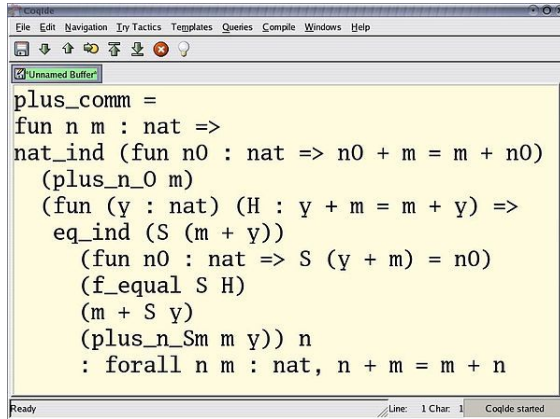 CoqIde
File Edit Navigation Try Tactics Templates Queries Compile Windows Help
*Unnamed Buffer*
plus_comm =
fun n m : nat =>
nat_ind (fun n0 : nat => n0 + m = m + n0)
(plus_n_O m)
(fun (y : nat) (H : y + m = m + y) =>
eq_ind (S (m + y))
(fun n0 : nat => S (y + m) = n0)
(f_equal S H)
(m + S y)
(plus_n_Sm m y)) n
: forall n m : nat, n + m = m + n
Ready Line: 1 Char: 1 CoqIde started